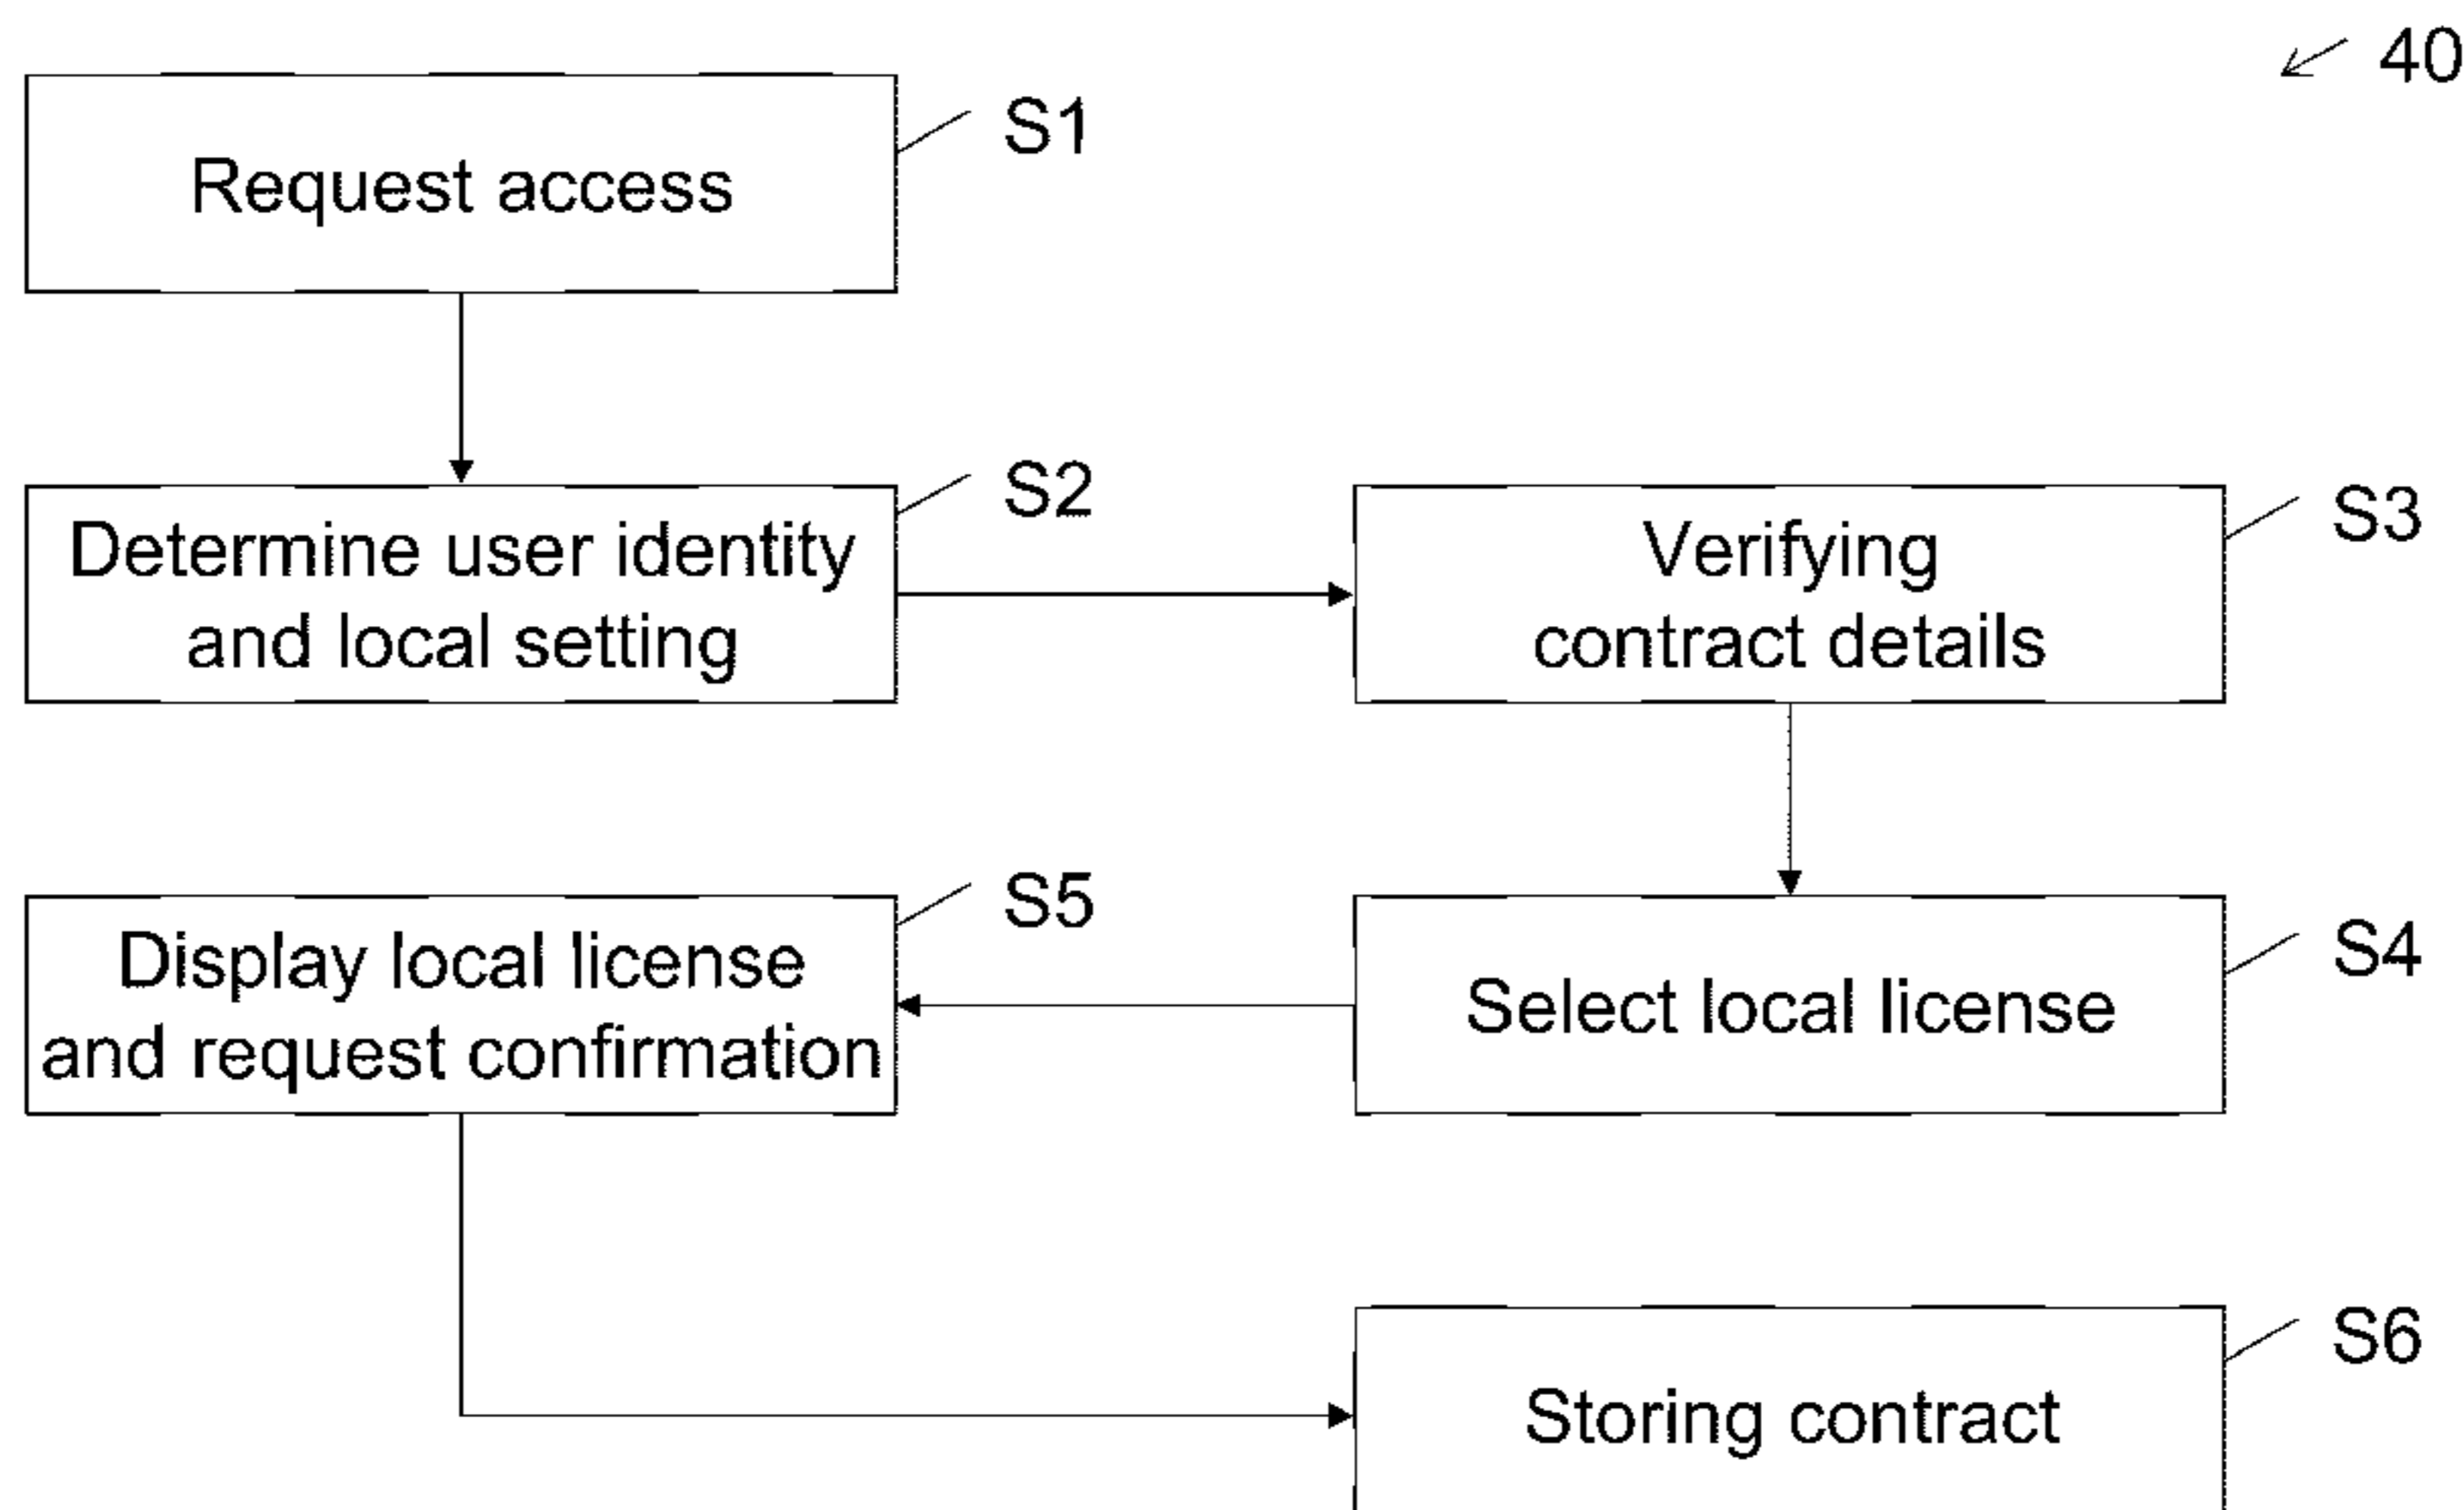 40
S1
Request access
S2
Determine user identity
and local setting
S3
Verifying
contract details
S4
Select local license
S5
Display local license
and request confirmation
S6
Storing contract